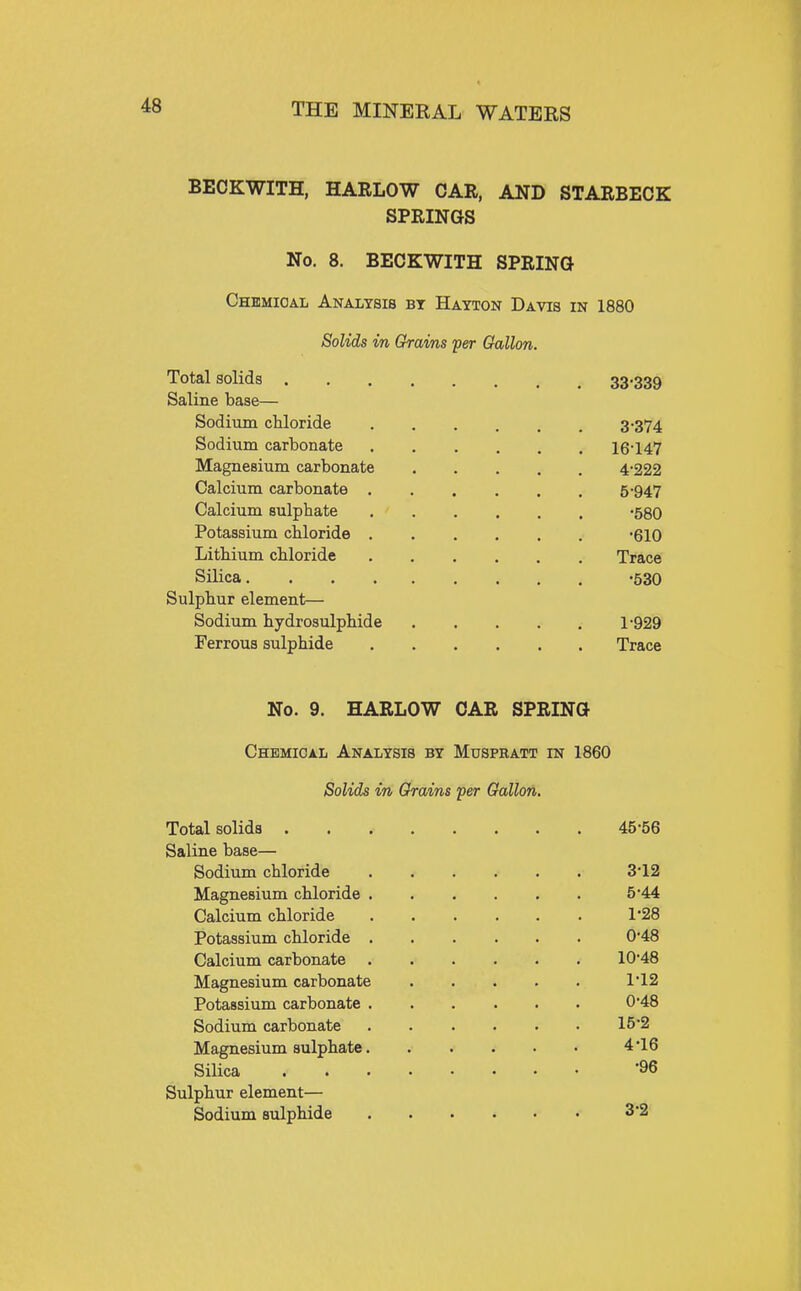 48 THE MINERAL WATERS
BECKWITH, HARLOW CAR, AND STARBECK
SPRINGS
No. 8. BECKWITH SPRING
Chemical Analysis by Hayton Davis in 1880
Solids in Grains per Gallon.
Total solids . . . . . . . . 33·339
Saline base—
Sodium chloride . . . . . . 3·374
Sodium carbonate . . . . . . 16·147
Magnesium carbonate . . . . . 4·222
Calcium carbonate . . . . . . 5·947
Calcium sulphate . . . . . . ·580
Potassium chloride . . . . . . ·610
Lithium chloride . . . . . . Trace
Silica . . . . . . . . . ·530
Sulphur element—
Sodium hydrosulphide . . . . . 1·929
Ferrous sulphide . . . . . . Trace
No. 9. HARLOW CAR SPRING
Chemical Analysis by Muspratt in 1860
Solids in Grains per Gallon.
Total solids . . . . . . . . 45·56
Saline base—
Sodium chloride . . . . . . 3·12
Magnesium chloride . . . . . . 5·44
Calcium chloride . . . . . . 1·28
Potassium chloride . . . . . . 0·48
Calcium carbonate . . . . . . 10·48
Magnesium carbonate . . . . . 1·12
Potassium carbonate . . . . . . 0·48
Sodium carbonate . . . . . . 15·2
Magnesium sulphate . . . . . . 4·16
Silica . . . . . . . . ·96
Sulphur element—
Sodium sulphide . . . . . . 3·2